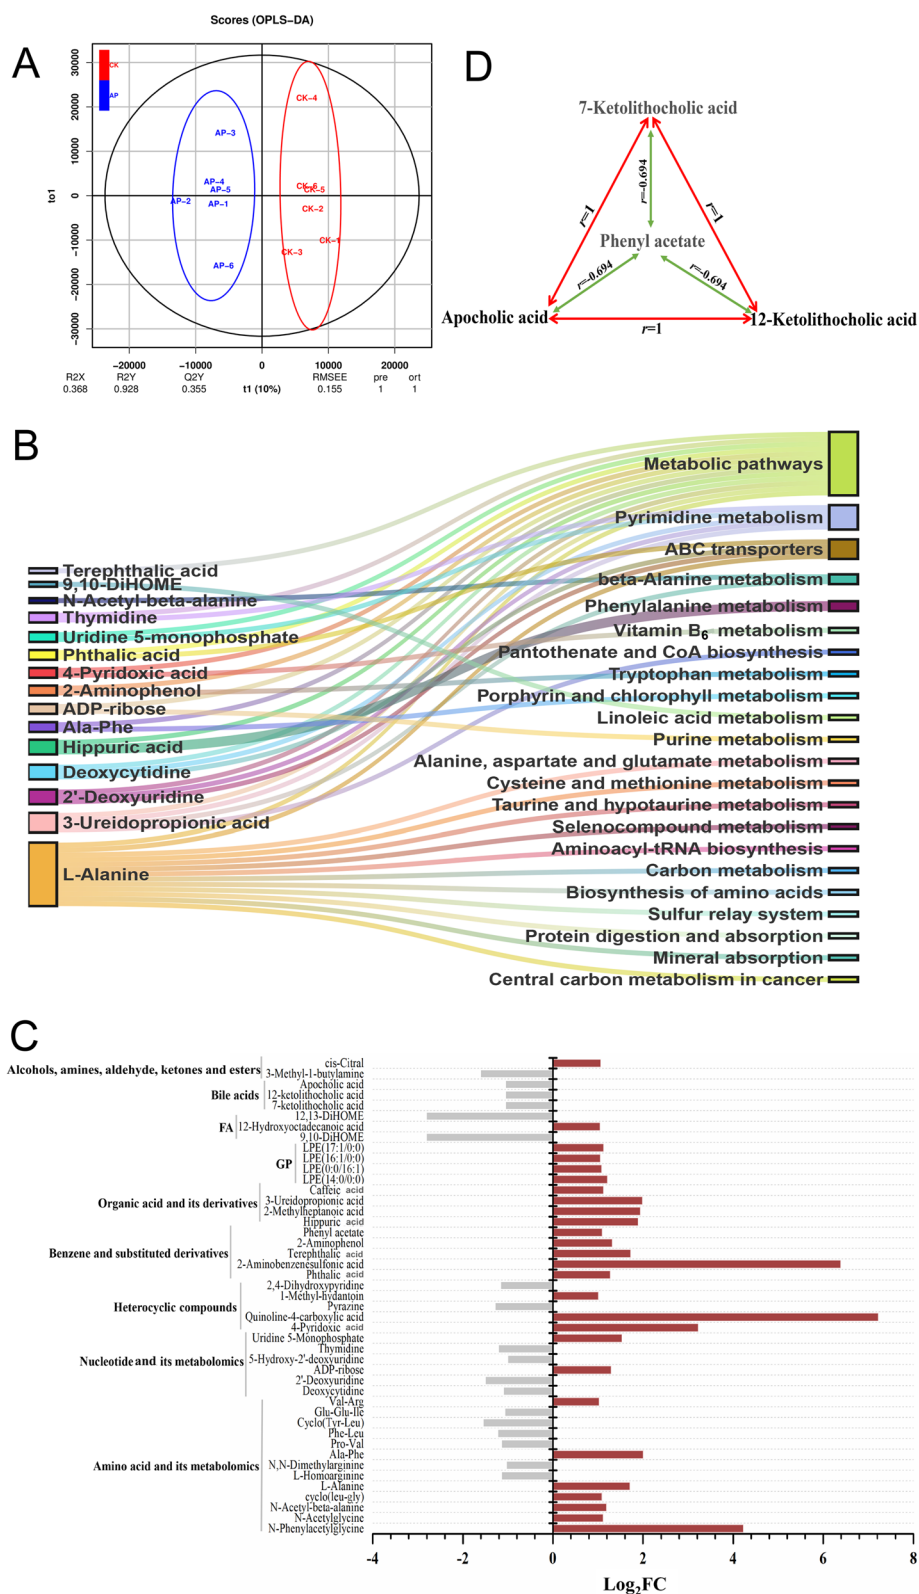 A
Scores (OPLS-DA)
CK
AP
to1
30000
20000
10000
0
-10000
-20000
-30000
CK-4
AP-3
AP-4
AP-5
CK-6
CK-5
AP-2
AP-1
CK-2
CK-1
CK-3
AP-6
-20000 -10000 0 10000 20000
R2X R2Y Q2Y RMSEE pre ort
0.368 0.928 0.355 t1 (10%) 0.155 1 1
D
7-Ketolithocholic acid
r=1
r=-0.694
r=1
Phenyl acetate
r=-0.694
r=-0.694
Apocholic acid
12-Ketolithocholic acid
r=1
B
Terephthalic acid
9,10-DiHOME
N-Acetyl-beta-alanine
Thymidine
Uridine 5-monophosphate
Phthalic acid
4-Pyridoxic acid
2-Aminophenol
ADP-ribose
Ala-Phe
Hippuric acid
Deoxycytidine
2'-Deoxyuridine
3-Ureidopropionic acid
L-Alanine
Metabolic pathways
Pyrimidine metabolism
ABC transporters
beta-Alanine metabolism
Phenylalanine metabolism
Vitamin B6 metabolism
Pantothenate and CoA biosynthesis
Tryptophan metabolism
Porphyrin and chlorophyll metabolism
Linoleic acid metabolism
Purine metabolism
Alanine, aspartate and glutamate metabolism
Cysteine and methionine metabolism
Taurine and hypotaurine metabolism
Selenocompound metabolism
Aminoacyl-tRNA biosynthesis
Carbon metabolism
Biosynthesis of amino acids
Sulfur relay system
Protein digestion and absorption
Mineral absorption
Central carbon metabolism in cancer
C
Alcohols, amines, aldehyde, ketones and esters
cis-Citral
3-Methyl-1-butylamine
Bile acids
Apocholic acid
12-ketolithocholic acid
7-ketolithocholic acid
FA
12,13-DiHOME
12-Hydroxyoctadecanoic acid
9,10-DiHOME
GP
LPE(17:1/0:0)
LPE(16:1/0:0)
LPE(0:0/16:1)
LPE(14:0/0:0)
Organic acid and its derivatives
Caffeic acid
3-Ureidopropionic acid
2-Methylheptanoic acid
Hippuric acid
Benzene and substituted derivatives
Phenyl acetate
2-Aminophenol
Terephthalic acid
2-Aminobenzenesulfonic acid
Phthalic acid
Heterocyclic compounds
2,4-Dihydroxypyridine
1-Methyl-hydantoin
Pyrazine
Quinoline-4-carboxylic acid
4-Pyridoxic acid
Nucleotide and its metabolomics
Uridine 5-Monophosphate
Thymidine
5-Hydroxy-2'-deoxyuridine
ADP-ribose
2'-Deoxyuridine
Deoxycytidine
Amino acid and its metabolomics
Val-Arg
Glu-Glu-Ile
Cyclo(Tyr-Leu)
Phe-Leu
Pro-Val
Ala-Phe
N,N-Dimethylarginine
L-Homoarginine
L-Alanine
cyclo(leu-gly)
N-Acetyl-beta-alanine
N-Acetylglycine
N-Phenylacetylglycine
-4 -2 0 2 4 6 8
Log2FC